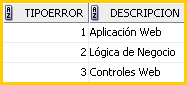 TIPOERROR DESCRIPCION
1 Aplicación Web
2 Lógica de Negocio
3 Controles Web